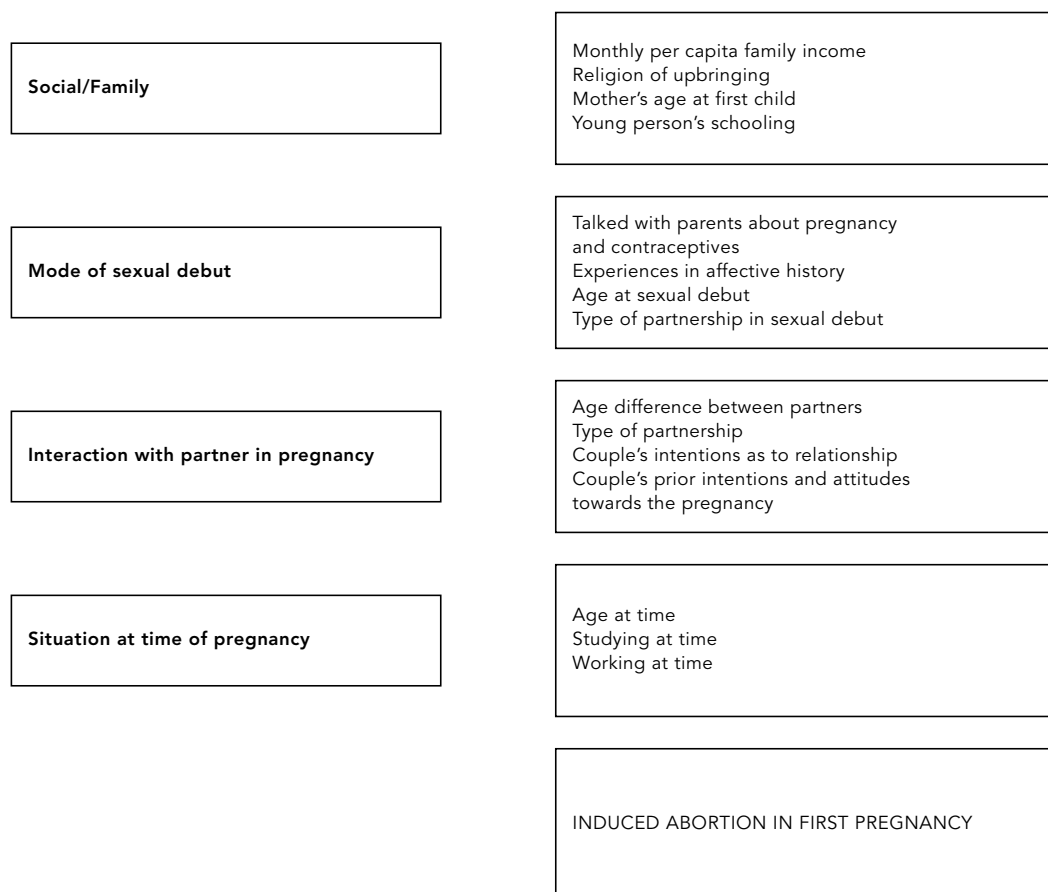 Social/Family
Monthly per capita family income
Religion of upbringing
Mother’s age at first child
Young person’s schooling
Mode of sexual debut
Talked with parents about pregnancy
and contraceptives
Experiences in affective history
Age at sexual debut
Type of partnership in sexual debut
Interaction with partner in pregnancy
Age difference between partners
Type of partnership
Couple’s intentions as to relationship
Couple’s prior intentions and attitudes
towards the pregnancy
Situation at time of pregnancy
Age at time
Studying at time
Working at time
INDUCED ABORTION IN FIRST PREGNANCY